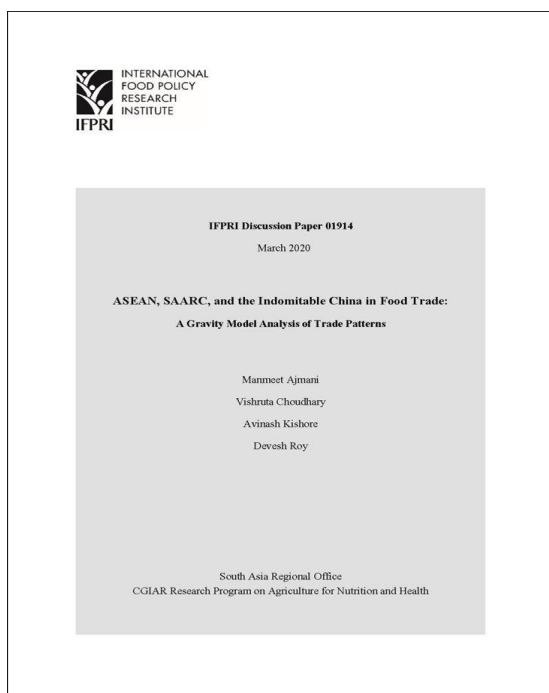 INTERNATIONAL
FOOD POLICY
RESEARCH
INSTITUTE
IFPRI
IFPRI Discussion Paper 01914
March 2020
ASEAN, SAARC, and the Indomitable China in Food Trade:
A Gravity Model Analysis of Trade Patterns
Manmeet Ajmani
Vishruta Choudhary
Avinash Kishore
Devesh Roy
South Asia Regional Office
CGIAR Research Program on Agriculture for Nutrition and Health